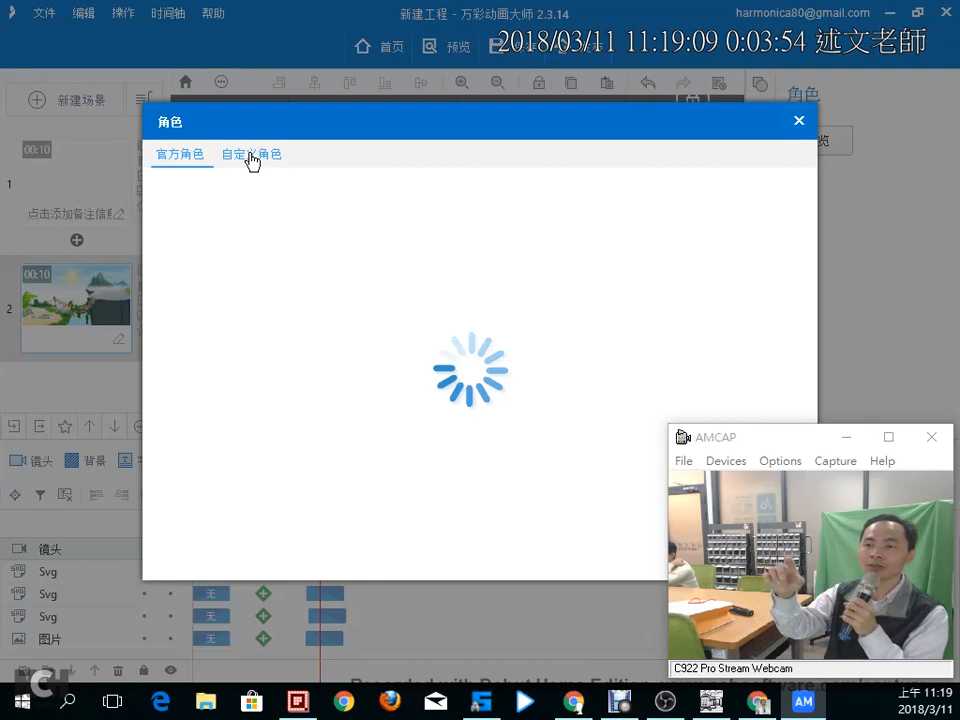 文件 编辑 操作 时间轴 帮助
新建工程 - 万彩动画大师 2.3.14
harmonica80@gmail.com
首页 预览
2018/03/11 11:19:09 0:03:54 述文老師
新建场景
角色
览
角色
官方角色 自定义角色
00:10
1
点击添加备注信息
00:10
2
镜头 背景
镜头
Svg
Svg 无
Svg 无
图片 无
AMCAP
File Devices Options Capture Help
C922 Pro Stream Webcam
上午 11:19
2018/3/11
AM